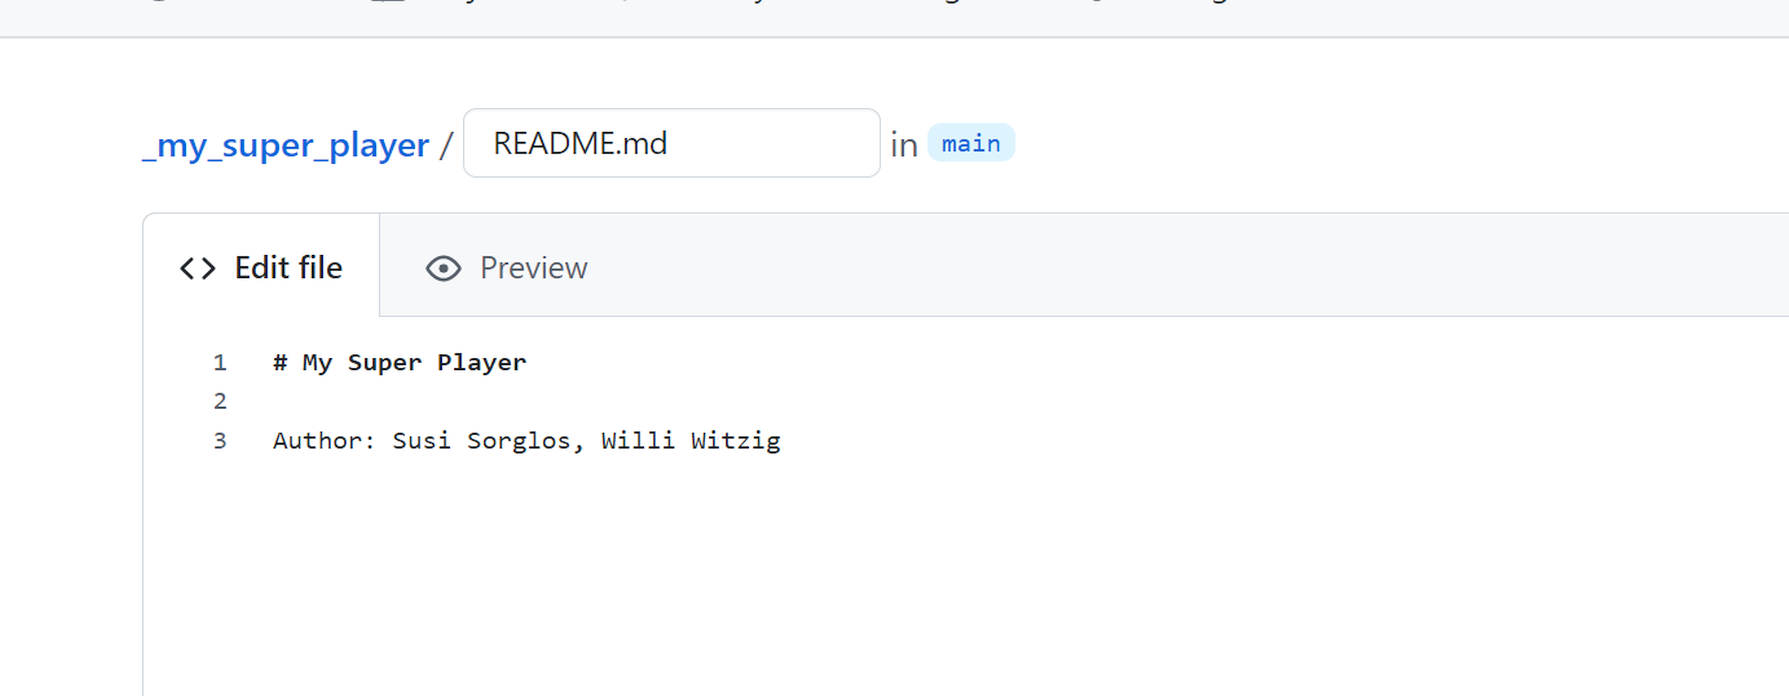 _my_super_player / README.md in main
<> Edit file Preview
1 # My Super Player
2
3 Author: Susi Sorglos, Willi Witzig